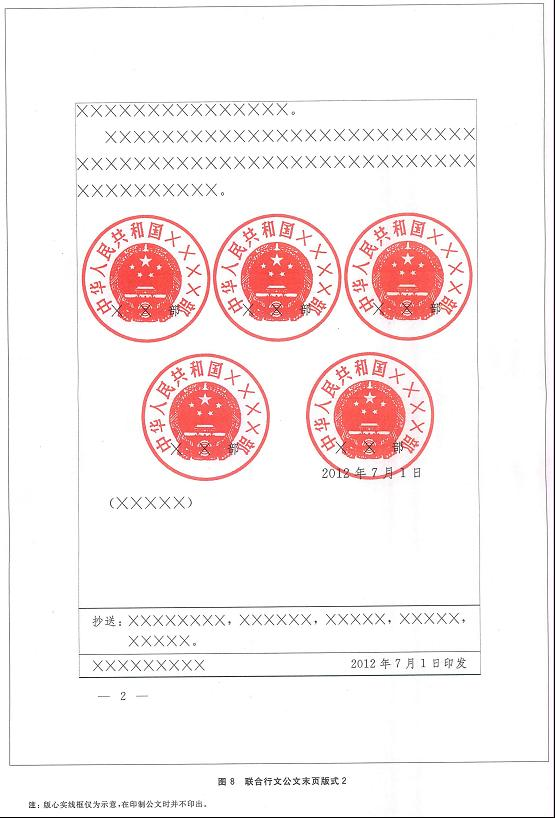 ××××××××××××××××。
××××××××××××××××××××××××××
××××××××××××××××××××××××××××
××××××××××。
中华人民共和国××××部
× × 部
中华人民共和国××××部
× × 部
中华人民共和国××××部
× × 部
中华人民共和国××××部
× × 部
中华人民共和国××××部
× × 部
2012年7月1日
(×××××)
抄送:××××××××,××××××,×××××,×××××,
×××××。
×××××××××  2012年7月1日印发
— 2 —
图8 联合行文公文末页版式2
注:版心实线框仅为示意,在印制公文时并不印出。